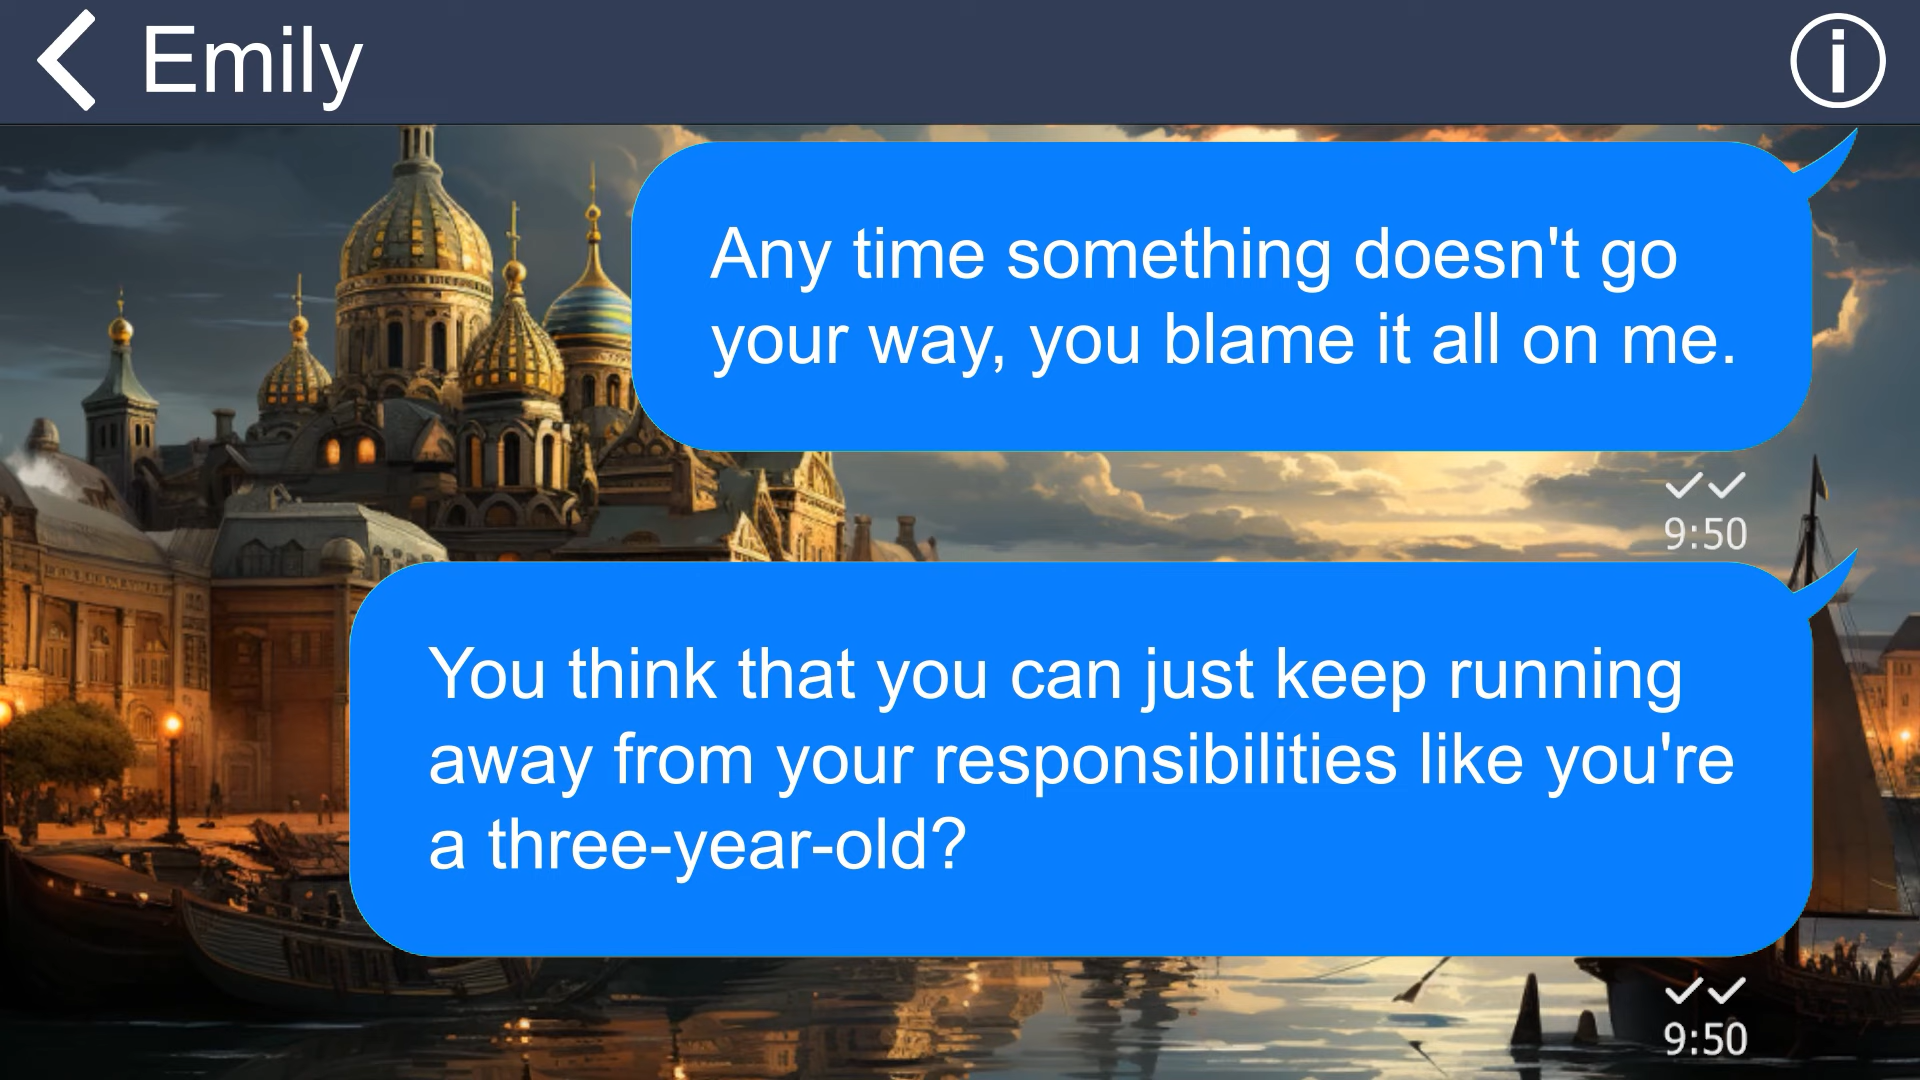 Emily
Any time something doesn't go
your way, you blame it all on me.
9:50
You think that you can just keep running
away from your responsibilities like you're
a three-year-old?
9:50